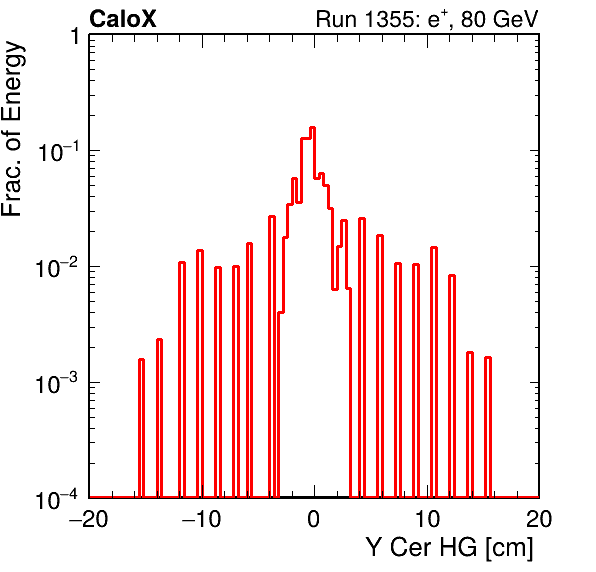 CaloX Run 1355: e⁺, 80 GeV
Frac. of Energy
1
10⁻¹
10⁻²
10⁻³
10⁻⁴
−20 −10 0 10 20
Y Cer HG [cm]